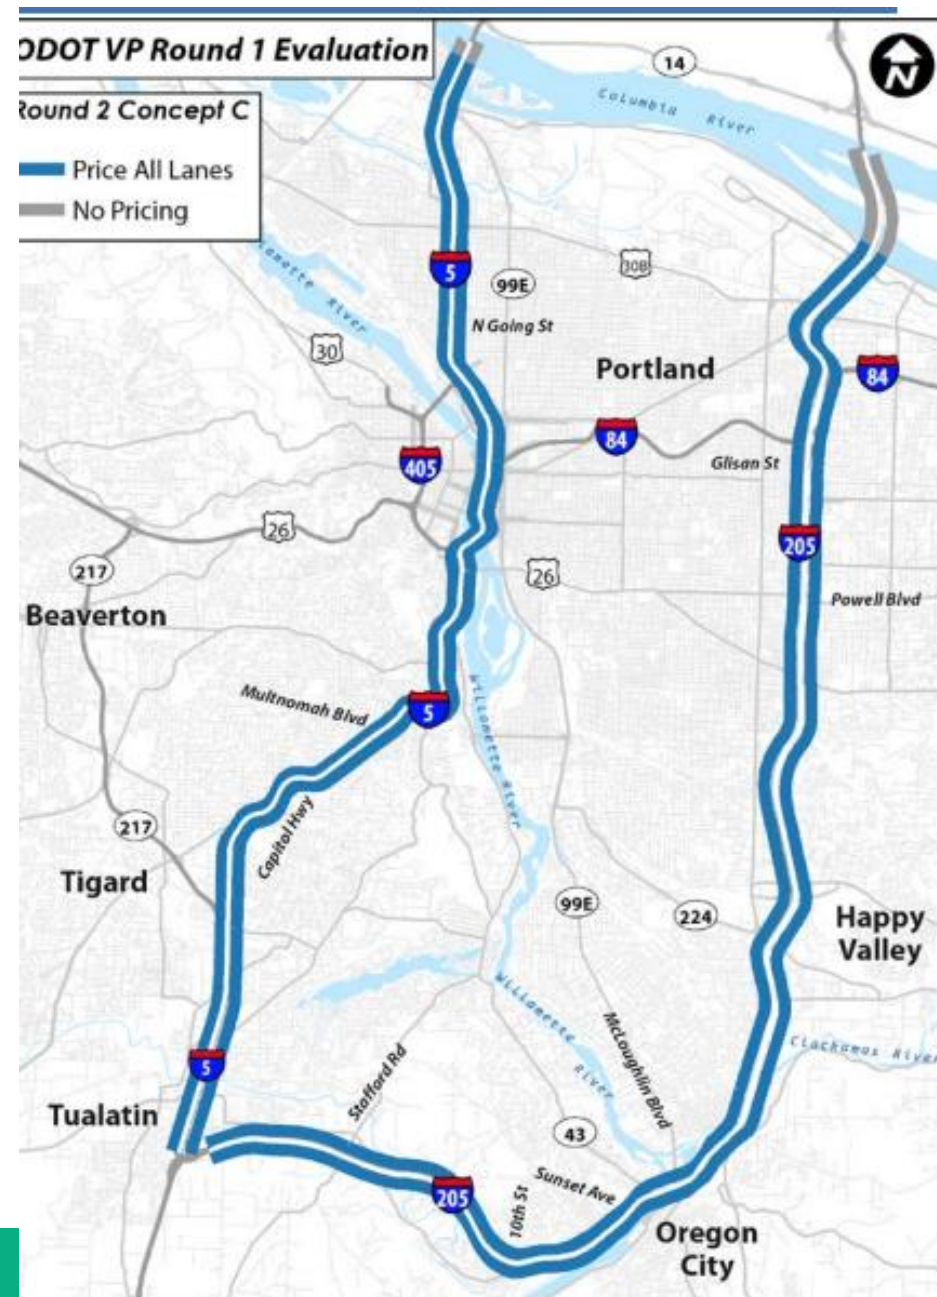 ODOT VP Round 1 Evaluation
Round 2 Concept C
Price All Lanes
No Pricing
N
14
Columbia River
5
99E
30B
N Going St
Willamette River
30
Portland
84
84
405
Glisan St
26
205
217
26
Beaverton
Powell Blvd
Multnomah Blvd
5
Willamette River
Capitol Hwy
217
Tigard
99E
224
Happy
Valley
Willamette
River
McLoughlin Blvd
Clackamas River
Stafford Rd
5
Tualatin
43
Sunset Ave
205
10th St
Oregon
City